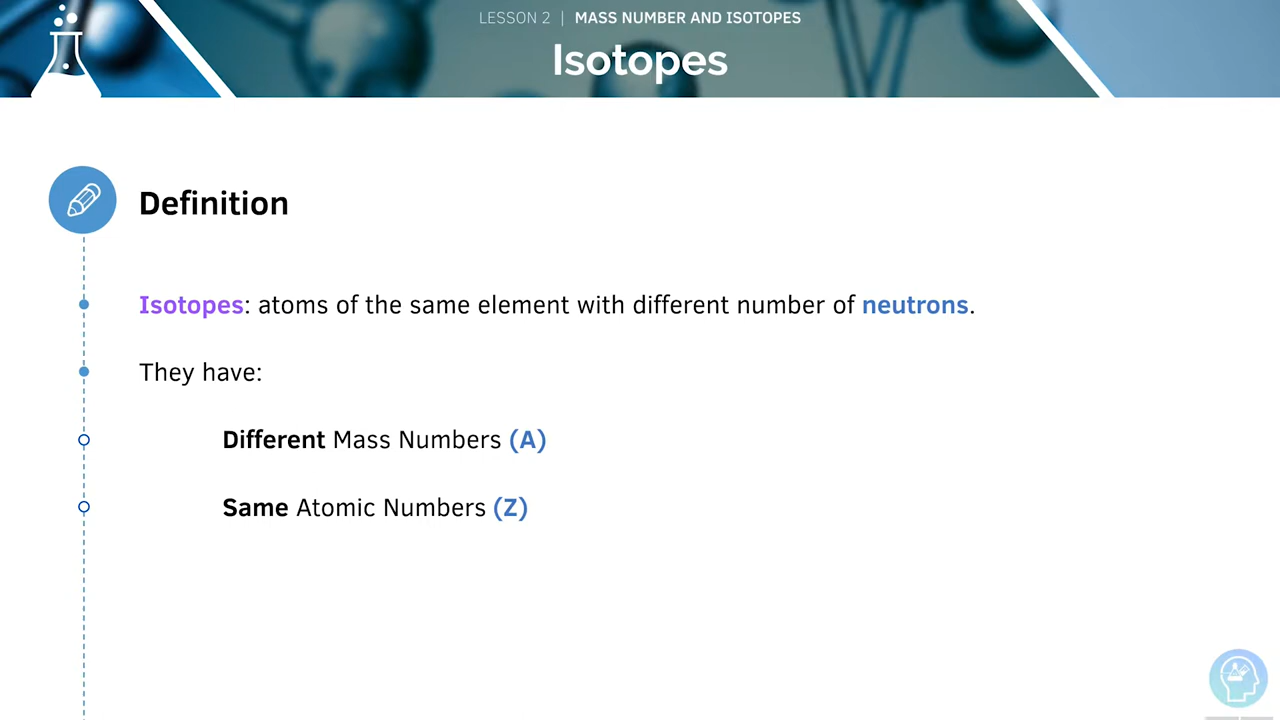 LESSON 2 | MASS NUMBER AND ISOTOPES
Isotopes
Definition
Isotopes: atoms of the same element with different number of neutrons.
They have:
Different Mass Numbers (A)
Same Atomic Numbers (Z)